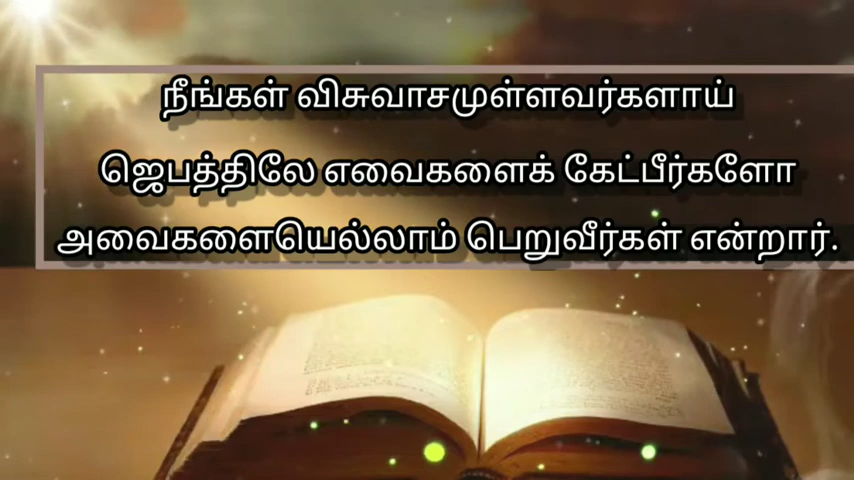 நீங்கள் விசுவாசமுள்ளவர்களாய்
ஜெபத்திலே எவைகளைக் கேட்பீர்களோ
அவைகளையெல்லாம் பெறுவீர்கள் என்றார்.